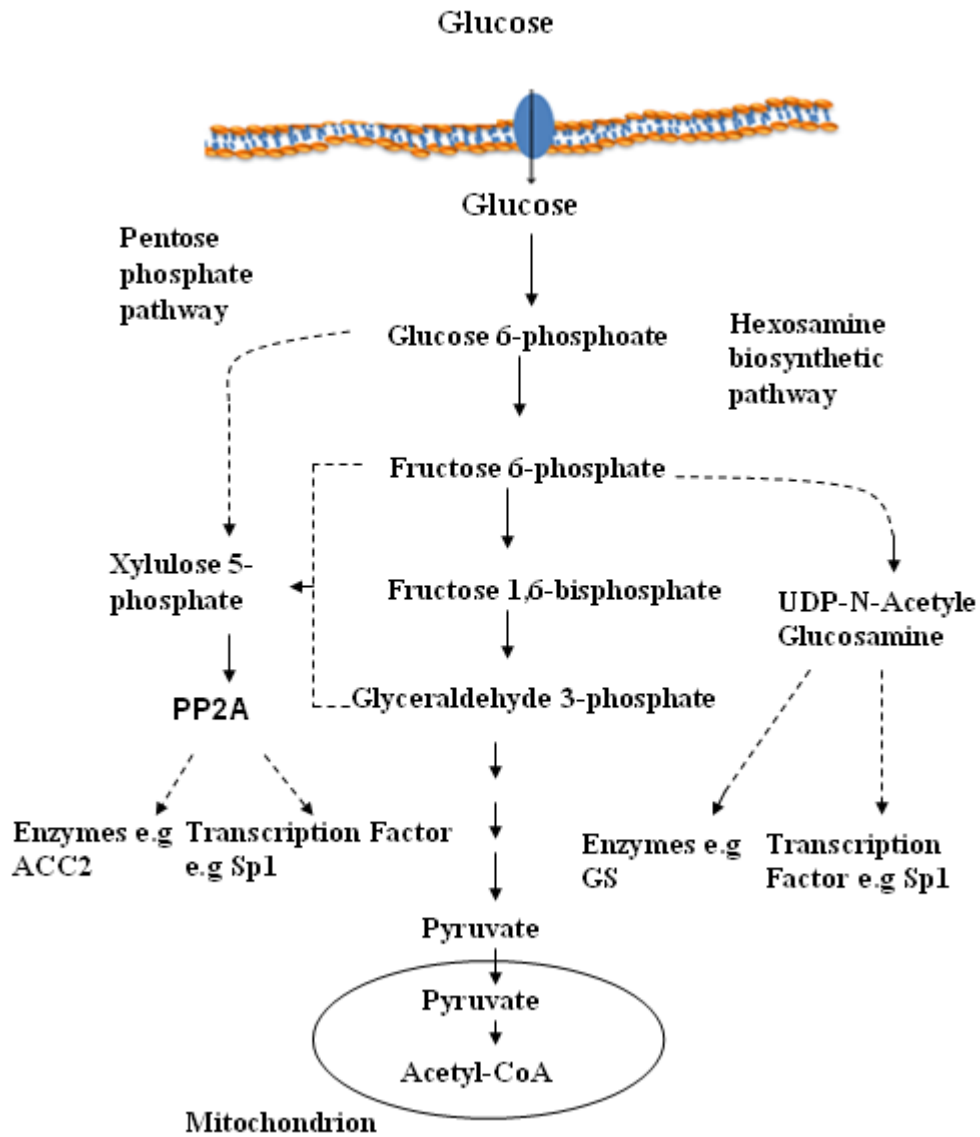 Glucose
Glucose
Pentose
phosphate
pathway
Glucose 6-phosphoate
Hexosamine
biosynthetic
pathway
Fructose 6-phosphate
Xylulose 5-
phosphate
Fructose 1,6-bisphosphate
UDP-N-Acetyle
Glucosamine
PP2A
Glyceraldehyde 3-phosphate
Enzymes e.g
ACC2
Transcription Factor
e.g Sp1
Enzymes e.g
GS
Transcription
Factor e.g Sp1
Pyruvate
Pyruvate
Acetyl-CoA
Mitochondrion